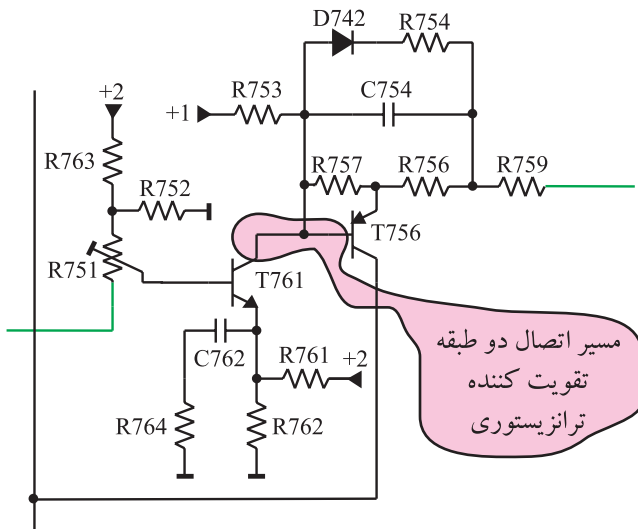 D742
R754
+2
R753
C754
+1
R763
R752
R757
R756
R759
T756
R751
T761
C762
R761
+2
R764
R762
مسیر اتصال دو طبقه
تقویت کننده
ترانزیستوری